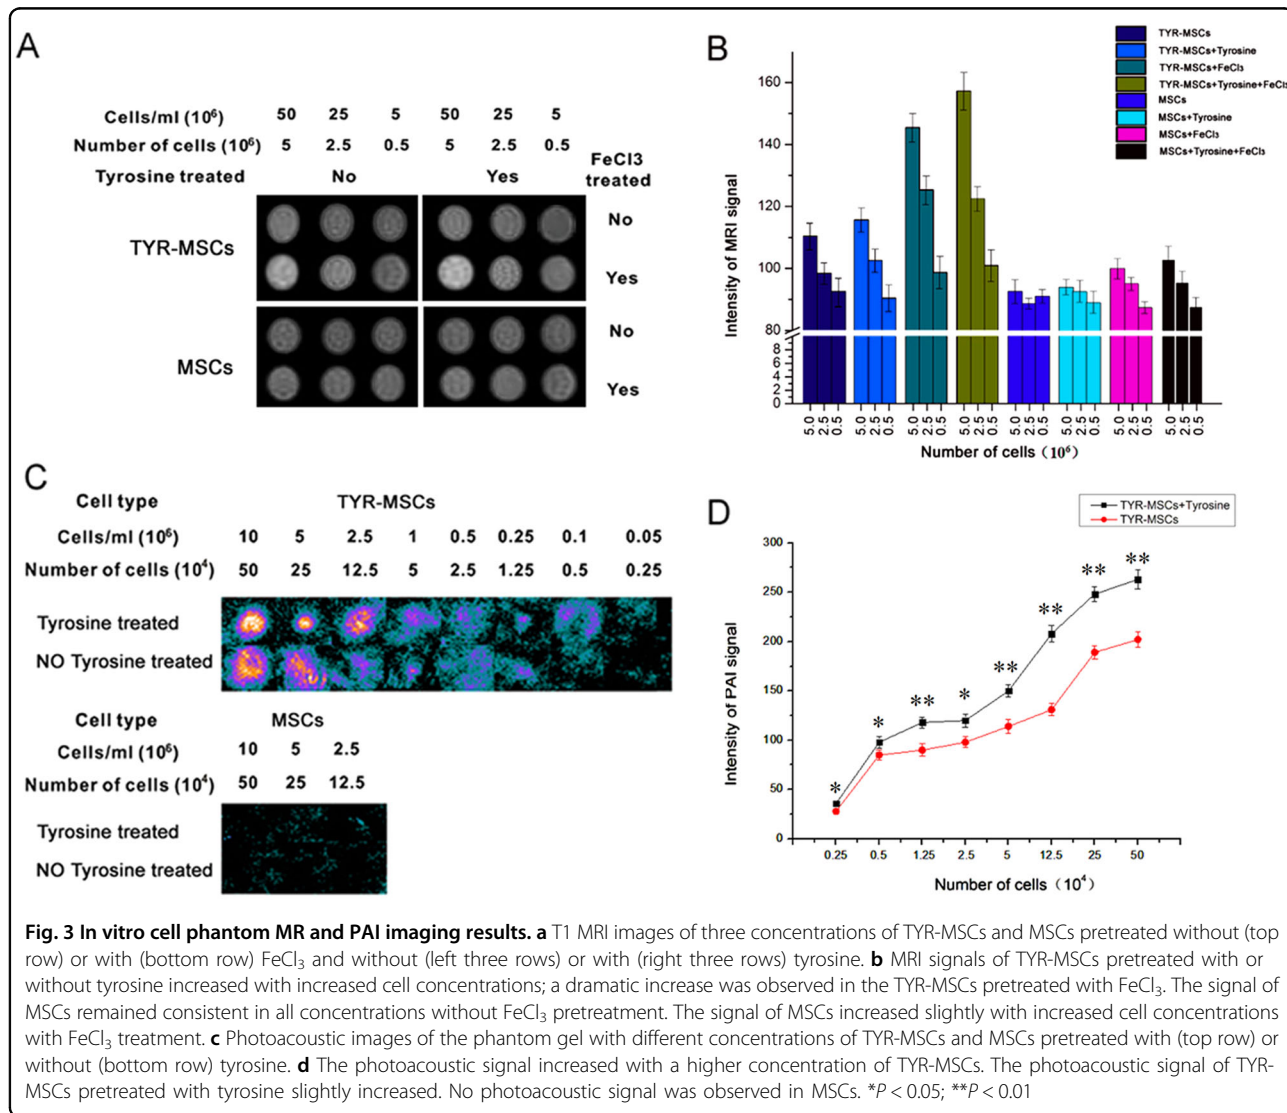 A
Cells/ml (10⁶) 50 25 5 50 25 5
Number of cells (10⁶) 5 2.5 0.5 5 2.5 0.5
FeCl3
Tyrosine treated No Yes treated
No
TYR-MSCs
Yes
No
MSCs
Yes
B
TYR-MSCs
TYR-MSCs+Tyrosine
TYR-MSCs+FeCl₃
TYR-MSCs+Tyrosine+FeCl₃
MSCs
MSCs+Tyrosine
MSCs+FeCl₃
MSCs+Tyrosine+FeCl₃
Intensity of MRI signal
160
140
120
100
80
8
6
4
2
0
5.0 2.5 0.5 5.0 2.5 0.5 5.0 2.5 0.5 5.0 2.5 0.5 5.0 2.5 0.5 5.0 2.5 0.5 5.0 2.5 0.5 5.0 2.5 0.5
Number of cells (10⁶)
C
Cell type TYR-MSCs
Cells/ml (10⁶) 10 5 2.5 1 0.5 0.25 0.1 0.05
Number of cells (10⁴) 50 25 12.5 5 2.5 1.25 0.5 0.25
Tyrosine treated
NO Tyrosine treated
Cell type MSCs
Cells/ml (10⁶) 10 5 2.5
Number of cells (10⁴) 50 25 12.5
Tyrosine treated
NO Tyrosine treated
D
TYR-MSCs+Tyrosine
TYR-MSCs
Intensity of PAI signal
300
250
200
150
100
50
0
* * ** * ** ** ** **
0.25 0.5 1.25 2.5 5 12.5 25 50
Number of cells (10⁴)
Fig. 3 In vitro cell phantom MR and PAI imaging results. a T1 MRI images of three concentrations of TYR-MSCs and MSCs pretreated without (top
row) or with (bottom row) FeCl₃ and without (left three rows) or with (right three rows) tyrosine. b MRI signals of TYR-MSCs pretreated with or
without tyrosine increased with increased cell concentrations; a dramatic increase was observed in the TYR-MSCs pretreated with FeCl₃. The signal of
MSCs remained consistent in all concentrations without FeCl₃ pretreatment. The signal of MSCs increased slightly with increased cell concentrations
with FeCl₃ treatment. c Photoacoustic images of the phantom gel with different concentrations of TYR-MSCs and MSCs pretreated with (top row) or
without (bottom row) tyrosine. d The photoacoustic signal increased with a higher concentration of TYR-MSCs. The photoacoustic signal of TYR-
MSCs pretreated with tyrosine slightly increased. No photoacoustic signal was observed in MSCs. *P < 0.05; **P < 0.01